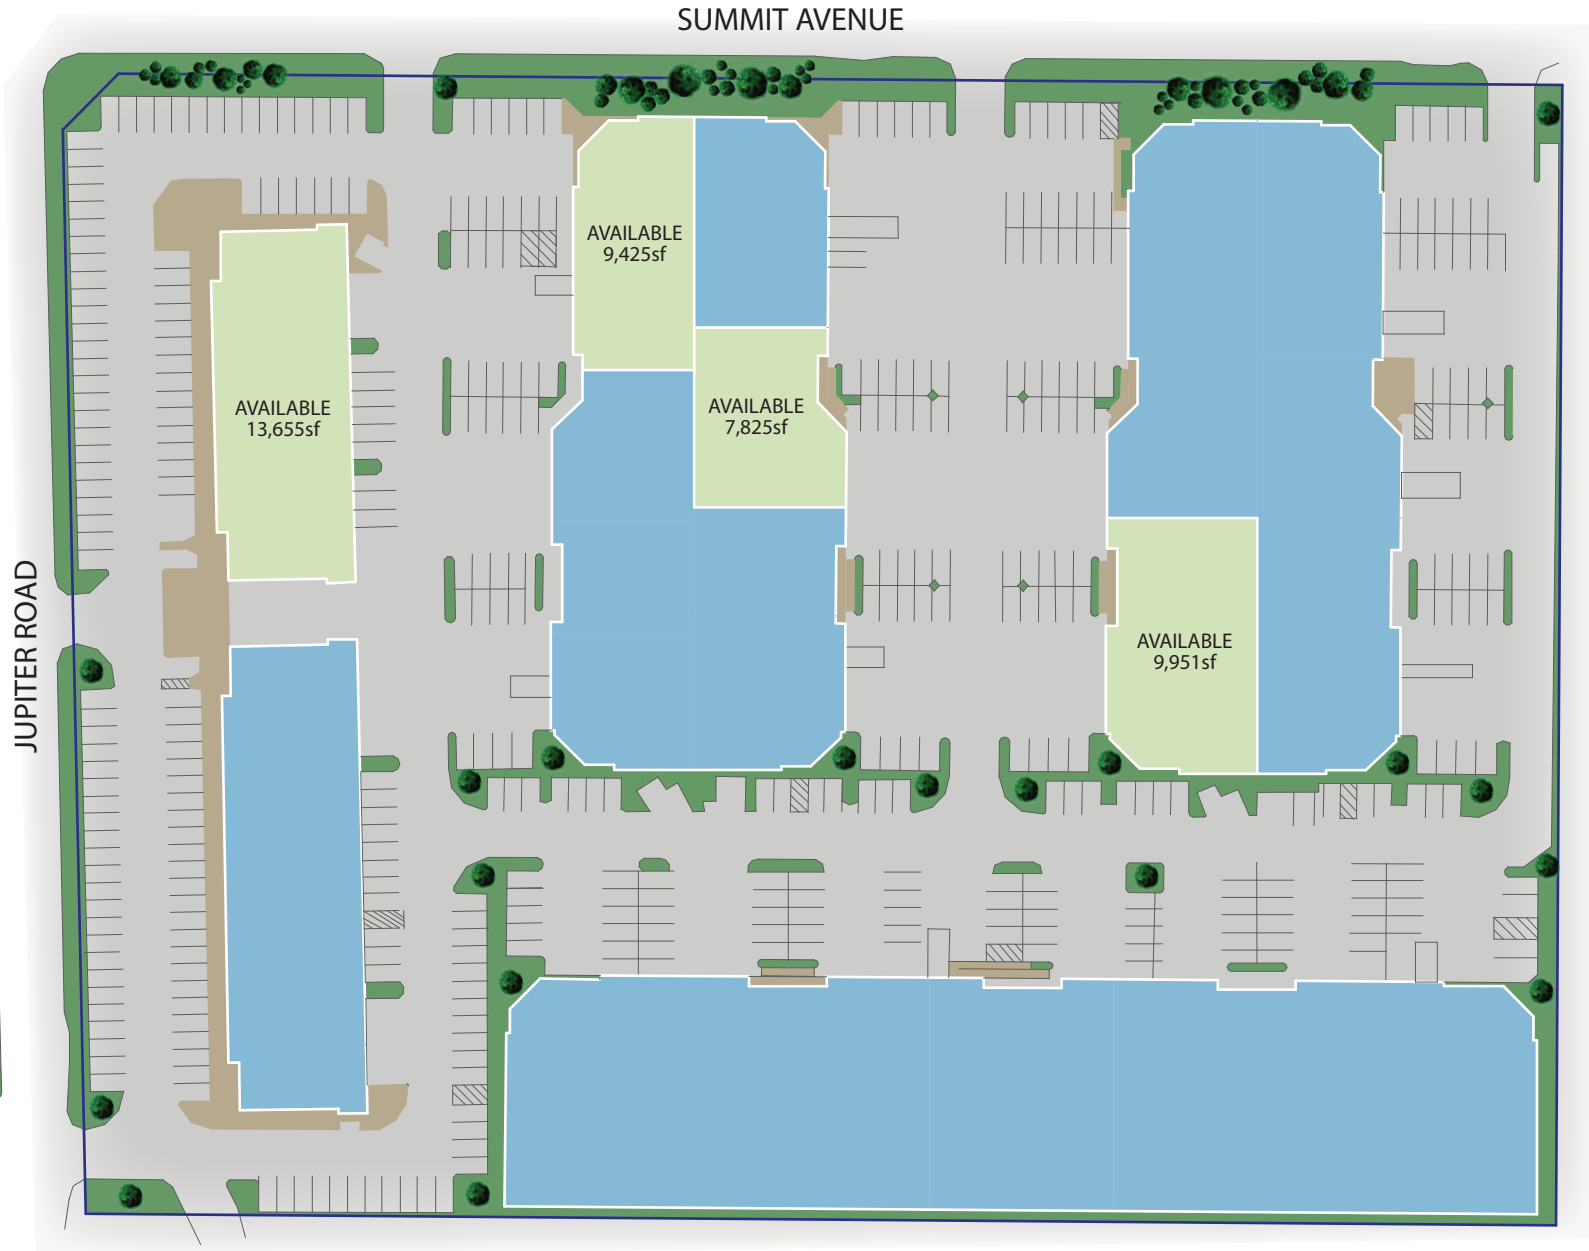 SUMMIT AVENUE
AVAILABLE
9,425sf
AVAILABLE
13,655sf
AVAILABLE
7,825sf
JUPITER ROAD
AVAILABLE
9,951sf